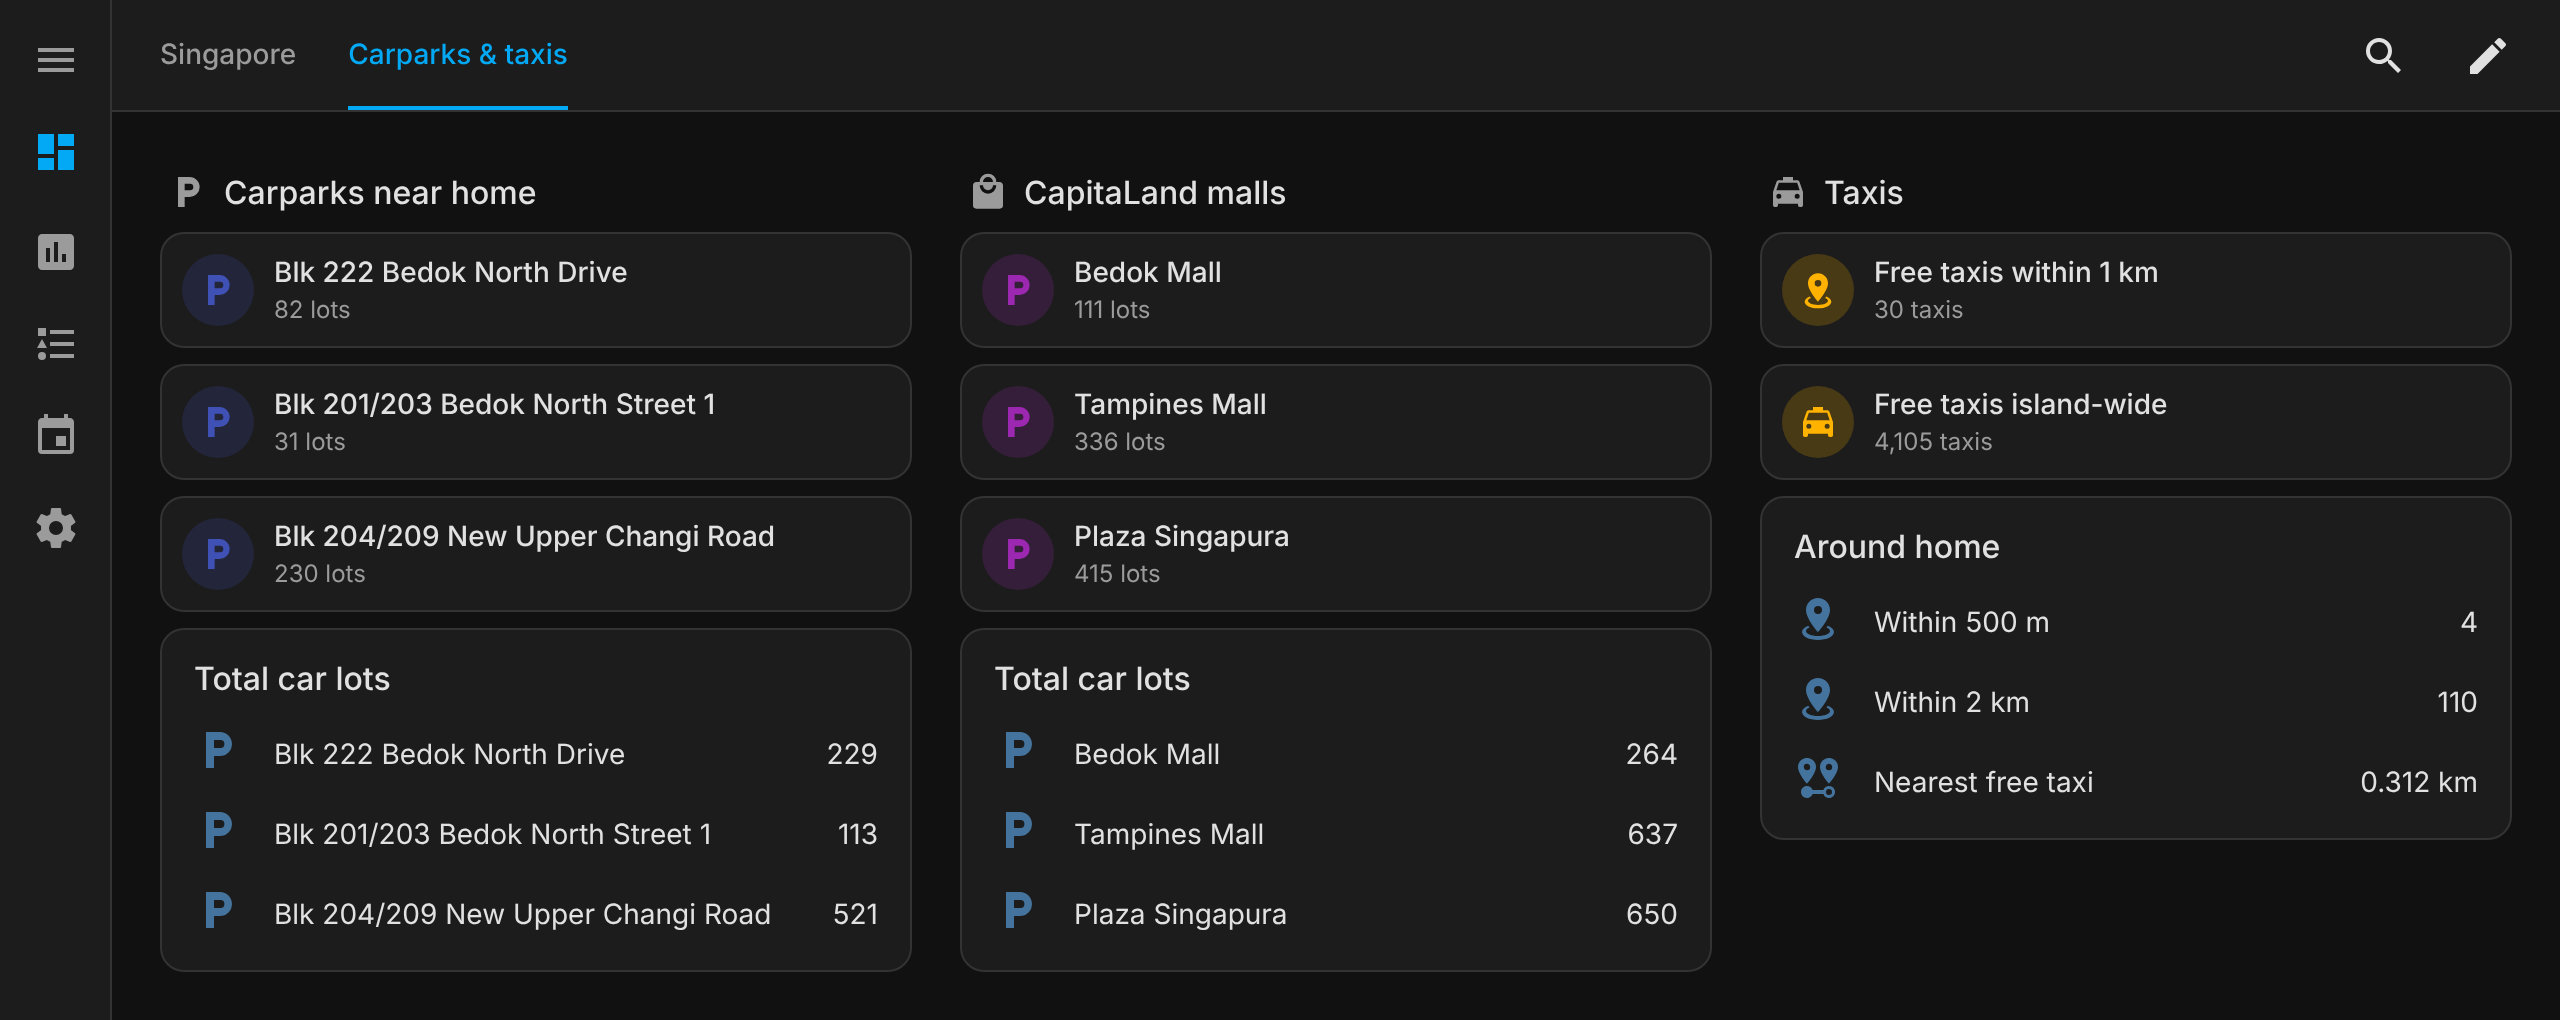 Singapore
Carparks & taxis
Carparks near home
Blk 222 Bedok North Drive
82 lots
Blk 201/203 Bedok North Street 1
31 lots
Blk 204/209 New Upper Changi Road
230 lots
Total car lots
Blk 222 Bedok North Drive 229
Blk 201/203 Bedok North Street 1 113
Blk 204/209 New Upper Changi Road 521
CapitaLand malls
Bedok Mall
111 lots
Tampines Mall
336 lots
Plaza Singapura
415 lots
Total car lots
Bedok Mall 264
Tampines Mall 637
Plaza Singapura 650
Taxis
Free taxis within 1 km
30 taxis
Free taxis island-wide
4,105 taxis
Around home
Within 500 m 4
Within 2 km 110
Nearest free taxi 0.312 km